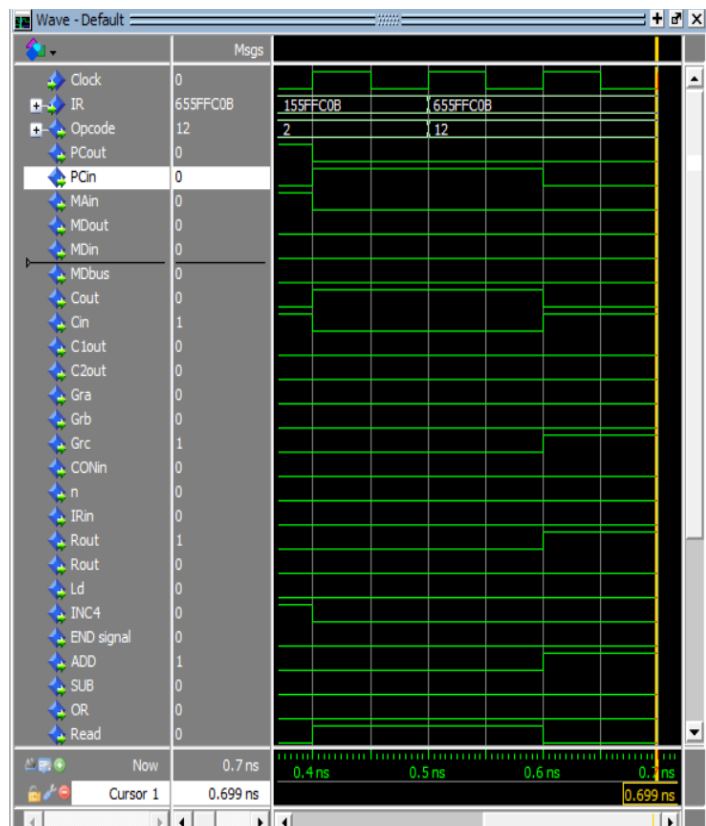 Wave - Default
Msgs
Clock 0
IR 655FFC0B 155FFC0B 655FFC0B
Opcode 12 2 12
PCout 0
PCin 0
MAin 0
MDout 0
MDin 0
MDbus 0
Cout 0
Cin 1
C1out 0
C2out 0
Gra 0
Grb 0
Grc 1
CONin 0
n 0
IRin 0
Rout 1
Rout 0
Ld 0
INC4 0
END signal 0
ADD 1
SUB 0
OR 0
Read 0
Now 0.7 ns 0.4 ns 0.5 ns 0.6 ns 0.7 ns
Cursor 1 0.699 ns 0.699 ns